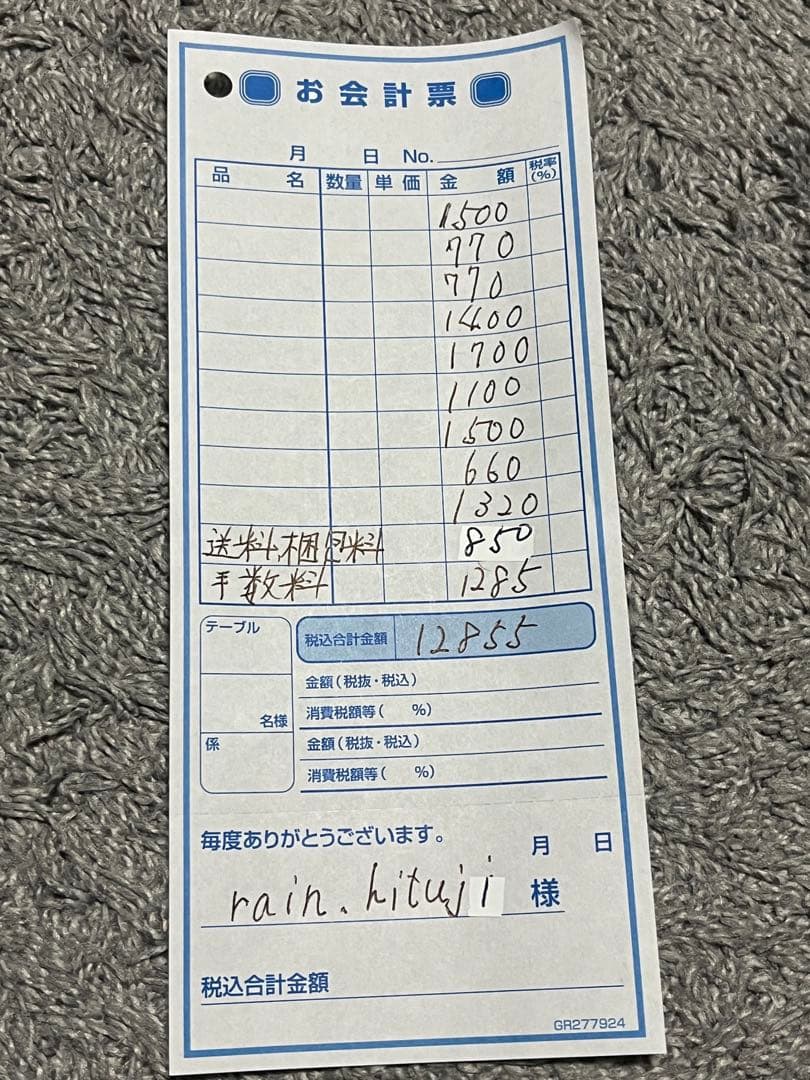 お会計票
月 日 No.
品 名 数量 単価 金 額 税率(%)
1500
770
770
1400
1700
1100
1500
660
1320
送料、梱包料 850
手数料 1285
テーブル
税込合計金額 12855
金額(税抜・税込)
名様
消費税額等( %)
係
金額(税抜・税込)
消費税額等( %)
毎度ありがとうございます。
月 日
rain.hituji 様
税込合計金額
GR277924